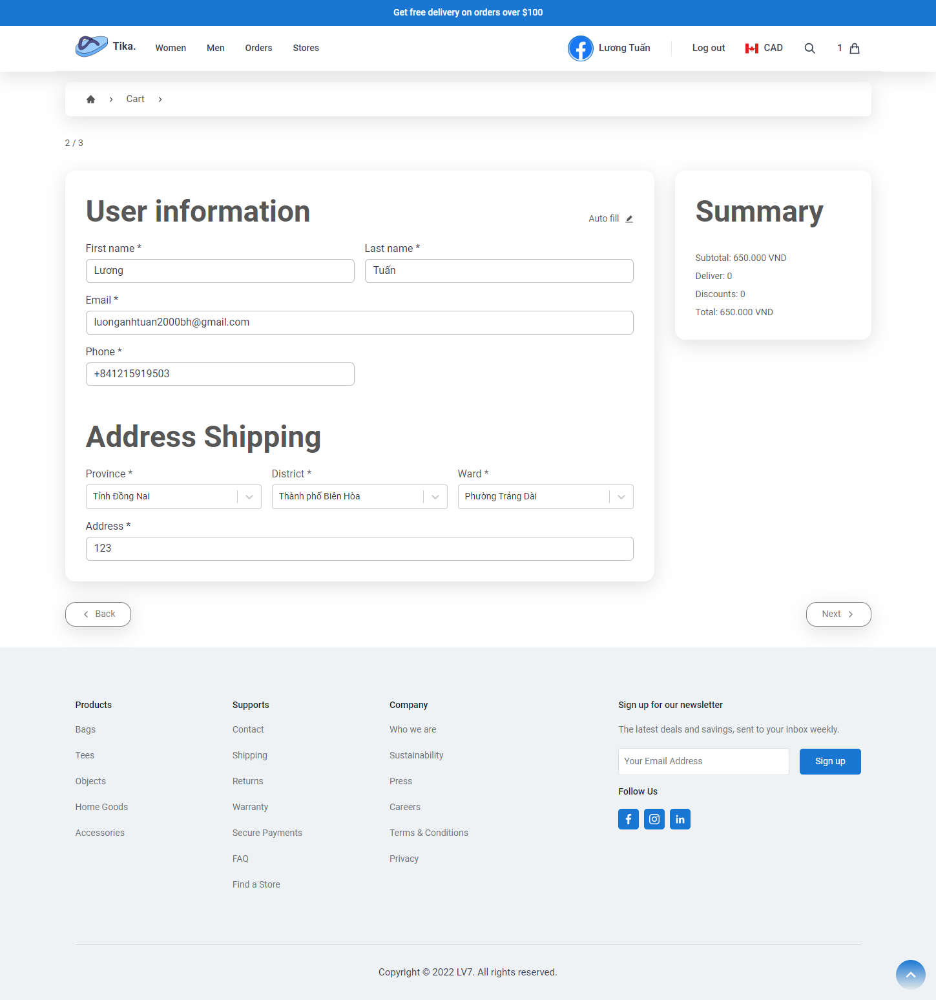 Get free delivery on orders over $100
Tika.
Women
Men
Orders
Stores
Lương Tuấn
Log out
CAD
1
Cart
2 / 3
User information
Auto fill
First name *
Last name *
Lương
Tuấn
Email *
luonganhtuan2000bh@gmail.com
Phone *
+841215919503
Address Shipping
Province *
District *
Ward *
Tỉnh Đồng Nai
Thành phố Biên Hòa
Phường Trảng Dài
Address *
123
Summary
Subtotal: 650.000 VND
Deliver: 0
Discounts: 0
Total: 650.000 VND
Back
Next
Products
Bags
Tees
Objects
Home Goods
Accessories
Supports
Contact
Shipping
Returns
Warranty
Secure Payments
FAQ
Find a Store
Company
Who we are
Sustainability
Press
Careers
Terms & Conditions
Privacy
Sign up for our newsletter
The latest deals and savings, sent to your inbox weekly.
Your Email Address
Sign up
Follow Us
Copyright © 2022 LV7. All rights reserved.